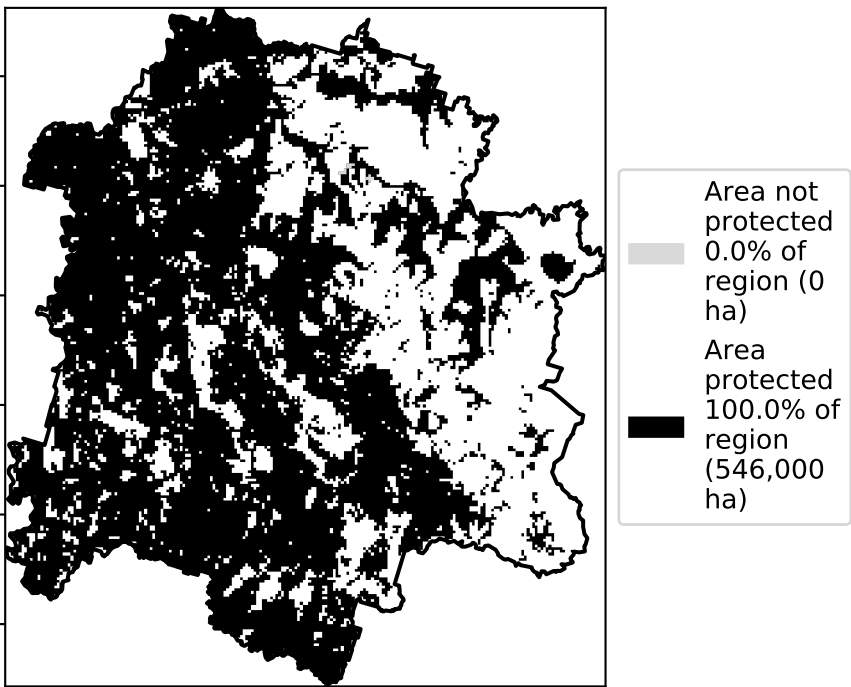 Area not
protected
0.0% of
region (0
ha)
Area
protected
100.0% of
region
(546,000
ha)